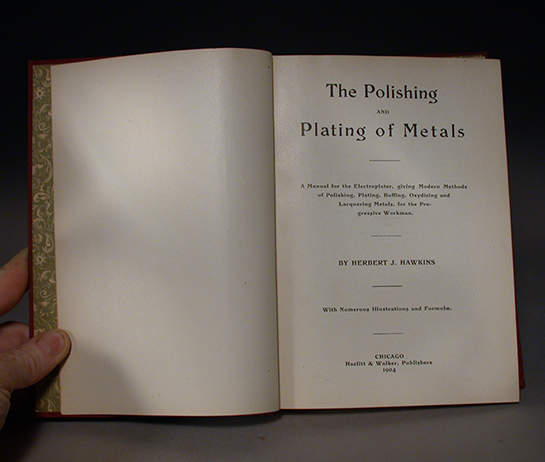 The Polishing
AND
Plating of Metals
A Manual for the Electroplater, giving Modern Methods
of Polishing, Plating, Buffing, Oxydizing and
Lacquering Metals, for the Pro-
gressive Workman.
BY HERBERT J. HAWKINS
With Numerous Illustrations and Formulæ.
CHICAGO
Hazlitt & Walker, Publishers
1904